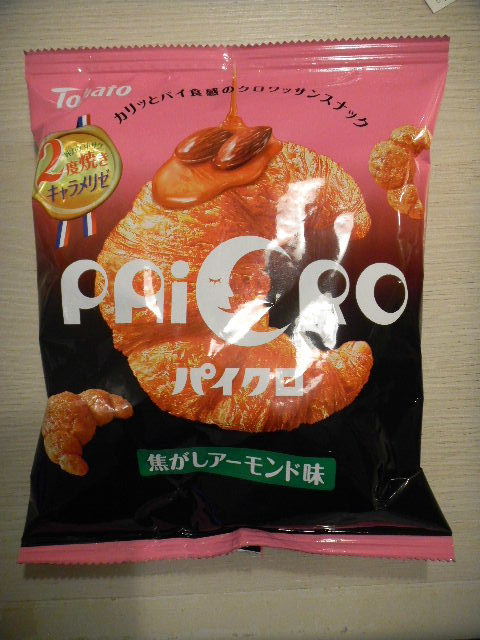 Tohato
カリッとパイ食感のクロワッサンスナック
2度焼き
キャラメリゼ
PAiCRO
パイクロ
焦がしアーモンド味